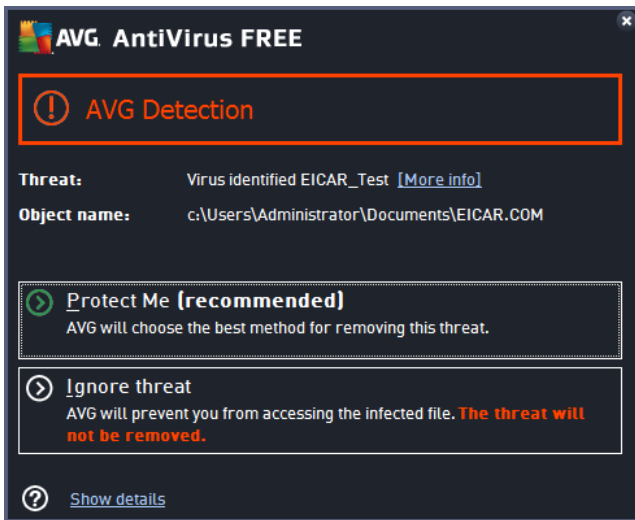 AVG. AntiVirus FREE
AVG Detection
Threat: Virus identified EICAR_Test [More info]
Object name: c:\Users\Administrator\Documents\EICAR.COM
Protect Me (recommended)
AVG will choose the best method for removing this threat.
Ignore threat
AVG will prevent you from accessing the infected file. The threat will
not be removed.
Show details